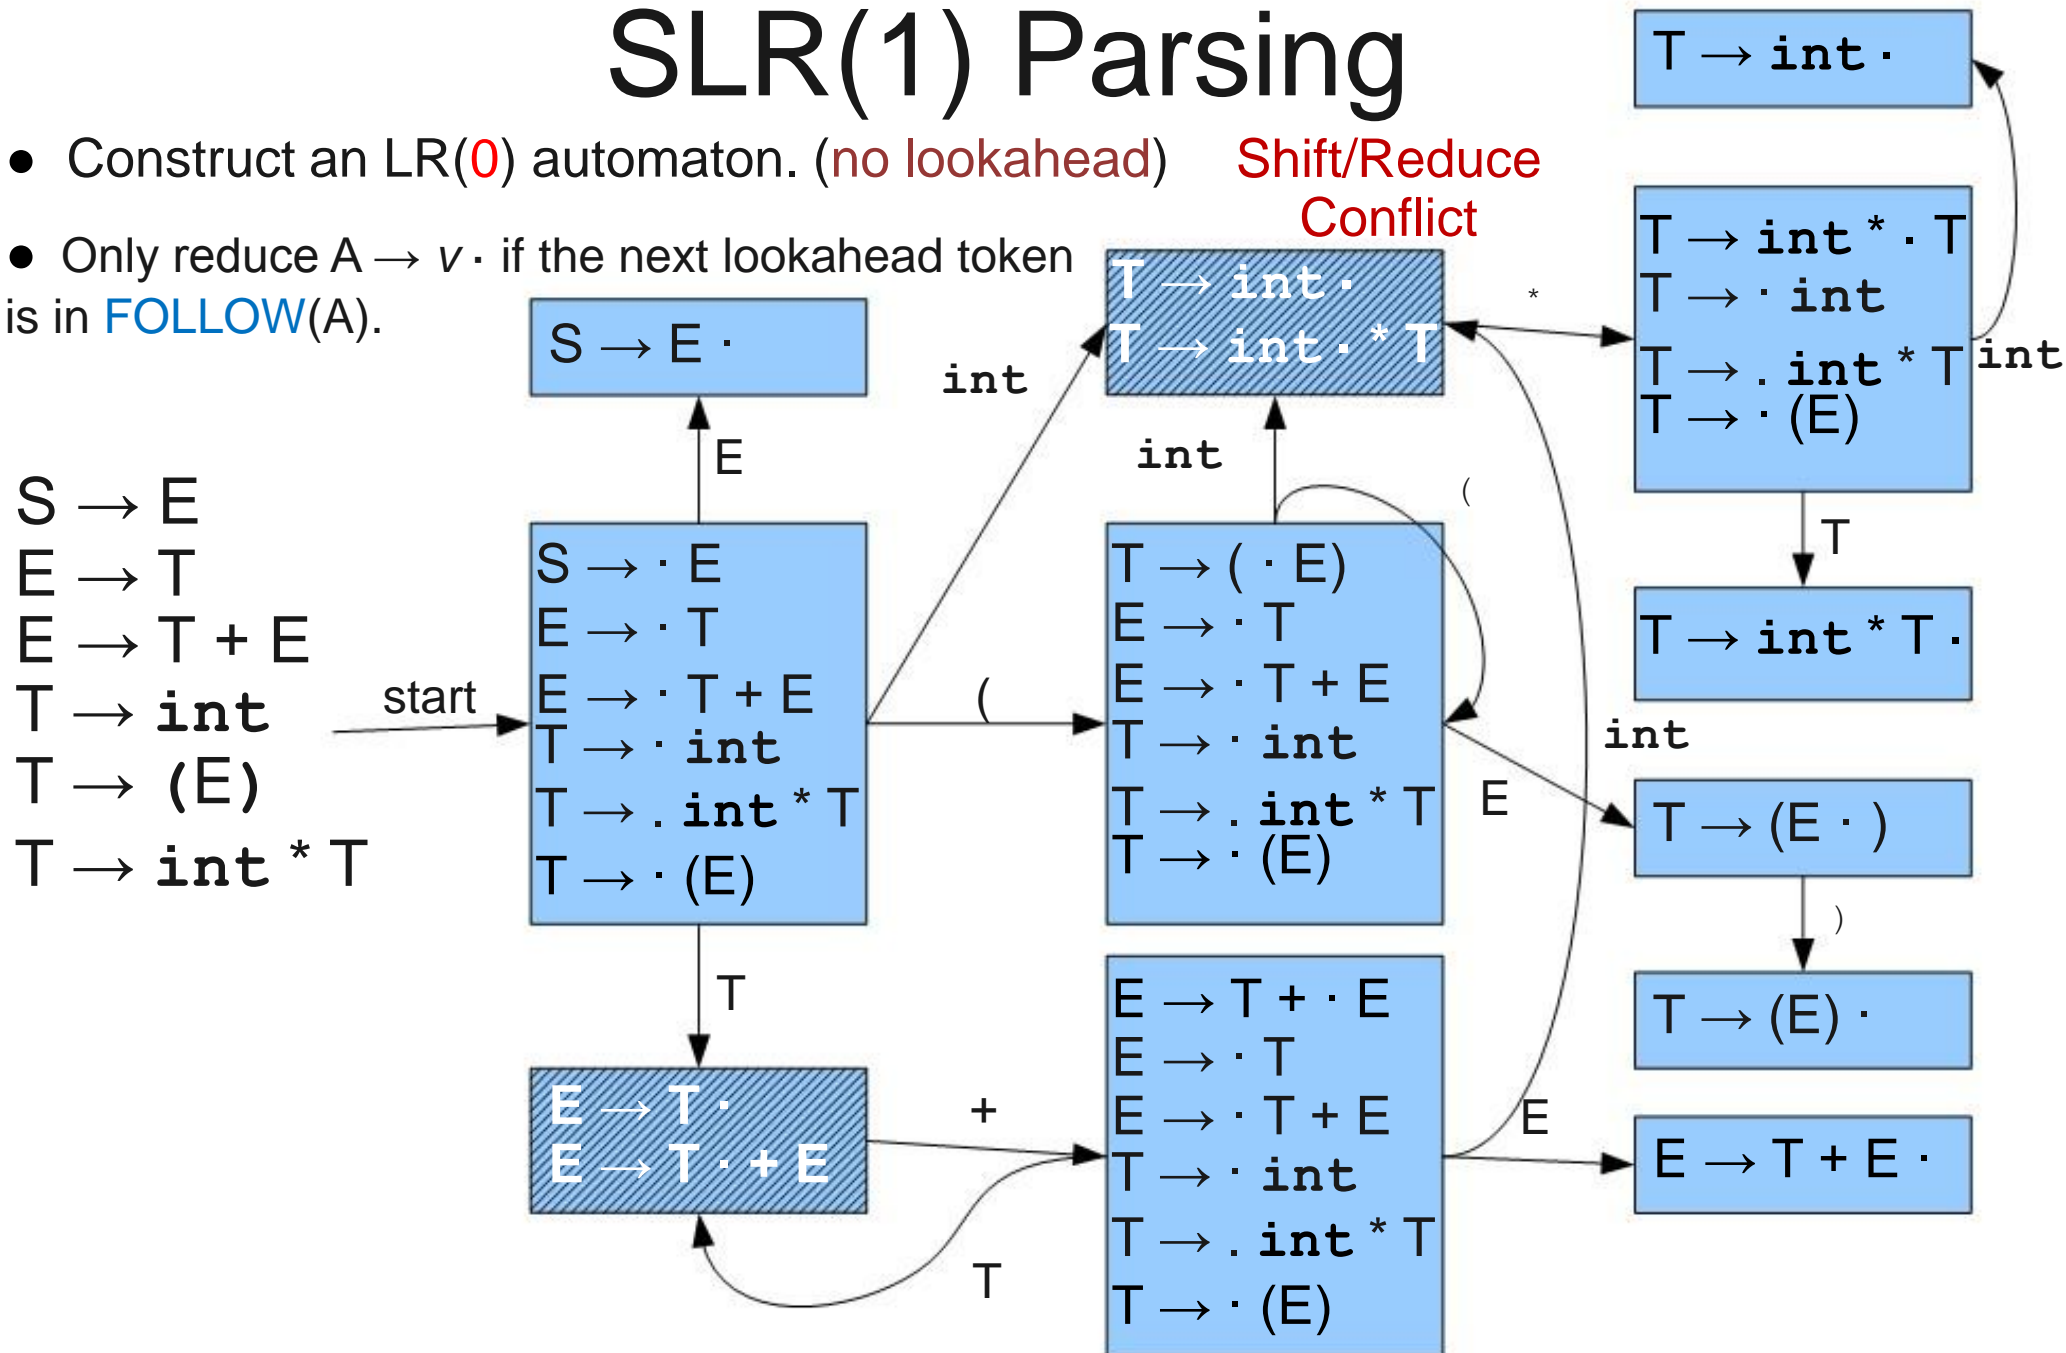 SLR(1) Parsing
● Construct an LR(0) automaton. (no lookahead)
● Only reduce A → v · if the next lookahead token
is in FOLLOW(A).
Shift/Reduce
Conflict
S → E
E → T
E → T + E
T → int
T → (E)
T → int * T
start
S → E ·
E
S → · E
E → · T
E → · T + E
T → · int
T → . int * T
T → · (E)
T
E → T ·
E → T · + E
int
(
+
T
T → int ·
T → int · * T
int
(
T → ( · E)
E → · T
E → · T + E
T → · int
T → . int * T
T → · (E)
E → T + · E
E → · T
E → · T + E
T → · int
T → . int * T
T → · (E)
*
int
E
E
T → int ·
T → int * · T
T → · int
T → . int * T
T → · (E)
int
T
T → int * T ·
T → (E · )
)
T → (E) ·
E → T + E ·